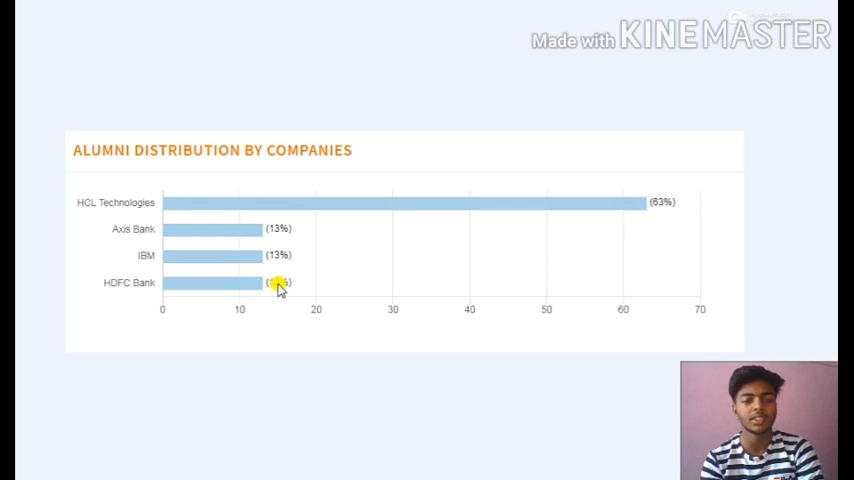 Made with KINEMASTER
ALUMNI DISTRIBUTION BY COMPANIES
HCL Technologies (63%)
Axis Bank (13%)
IBM (13%)
HDFC Bank
0 10 20 30 40 50 60 70